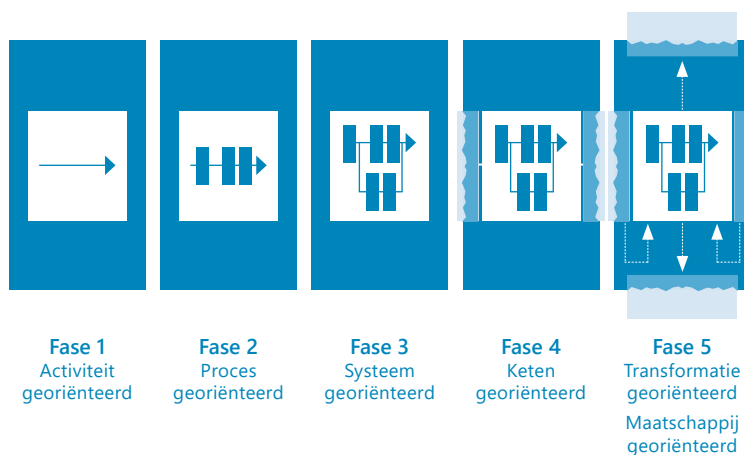 Fase 1
Activiteit
georiënteerd
Fase 2
Proces
georiënteerd
Fase 3
Systeem
georiënteerd
Fase 4
Keten
georiënteerd
Fase 5
Transformatie
georiënteerd
Maatschappij
georiënteerd